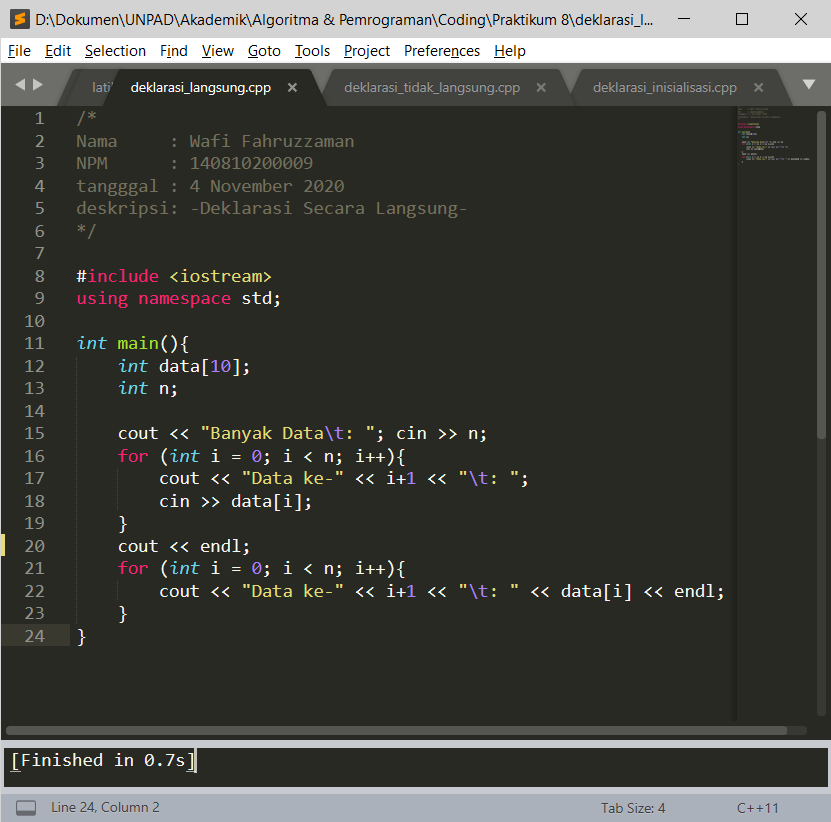 D:\Dokumen\UNPAD\Akademik\Algoritma & Pemrograman\Coding\Praktikum 8\deklarasi_l...
File Edit Selection Find View Goto Tools Project Preferences Help
lati deklarasi_langsung.cpp deklarasi_tidak_langsung.cpp deklarasi_inisialisasi.cpp
1 /*
2 Nama     : Wafi Fahruzzaman
3 NPM      : 140810200009
4 tangggal : 4 November 2020
5 deskripsi: -Deklarasi Secara Langsung-
6 */
7
8 #include <iostream>
9 using namespace std;
10
11 int main(){
12     int data[10];
13     int n;
14
15     cout << "Banyak Data\t: "; cin >> n;
16     for (int i = 0; i < n; i++){
17         cout << "Data ke-" << i+1 << "\t: ";
18         cin >> data[i];
19     }
20     cout << endl;
21     for (int i = 0; i < n; i++){
22         cout << "Data ke-" << i+1 << "\t: " << data[i] << endl;
23     }
24 }
[Finished in 0.7s]
Line 24, Column 2 Tab Size: 4 C++11